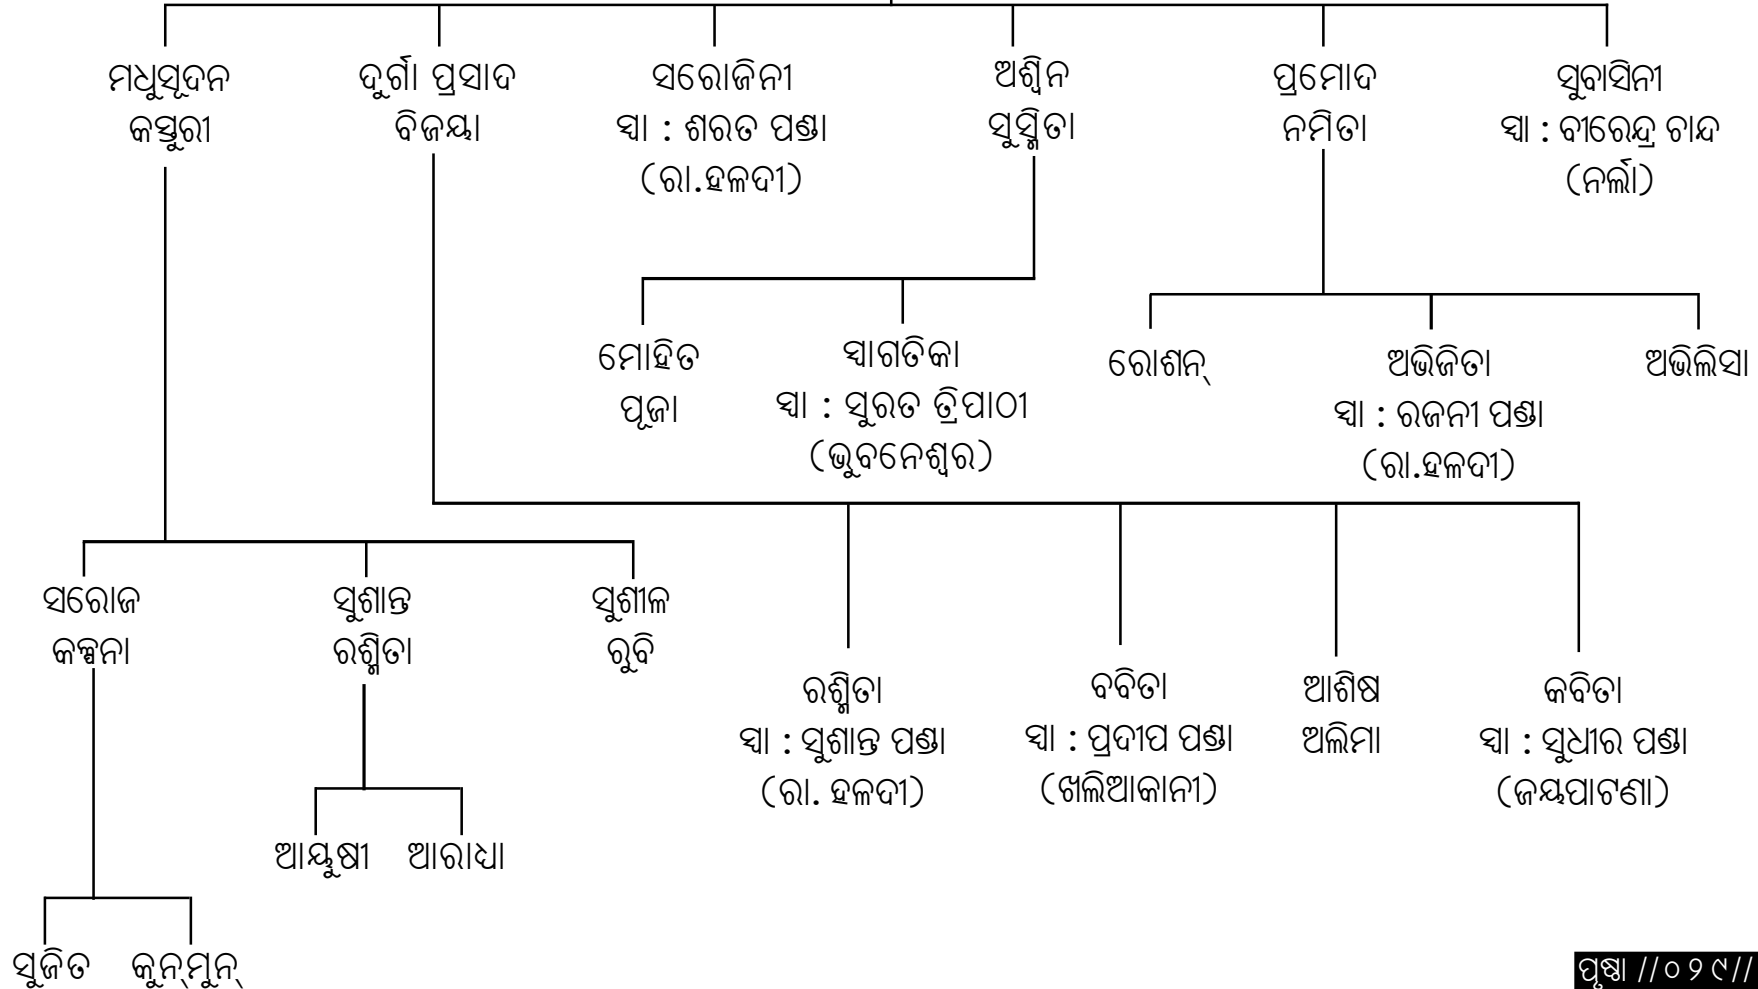 ମଧୁସୂଦନ
କସ୍ତୁରୀ
ଦୁର୍ଗା ପ୍ରସାଦ
ବିଜୟା
ସରୋଜିନୀ
ସ୍ୱା : ଶରତ ପଣ୍ଡା
(ରା.ହଳଦୀ)
ଅଶ୍ୱିନ
ସୁସ୍ମିତା
ପ୍ରମୋଦ
ନମିତା
ସୁବାସିନୀ
ସ୍ୱା : ବୀରେନ୍ଦ୍ର ଚାନ୍ଦ
(ନର୍ଲା)
ମୋହିତ
ପୂଜା
ସ୍ୱାଗତିକା
ସ୍ୱା : ସୁରତ ତ୍ରିପାଠୀ
(ଭୁବନେଶ୍ୱର)
ରୋଶନ୍
ଅଭିଜିତା
ସ୍ୱା : ରଜନୀ ପଣ୍ଡା
(ରା.ହଳଦୀ)
ଅଭିଲିସା
ସରୋଜ
କଳ୍ପନା
ସୁଶାନ୍ତ
ରଶ୍ମିତା
ସୁଶୀଳ
ରୁବି
ରଶ୍ମିତା
ସ୍ୱା : ସୁଶାନ୍ତ ପଣ୍ଡା
(ରା. ହଳଦୀ)
ବବିତା
ସ୍ୱା : ପ୍ରଦୀପ ପଣ୍ଡା
(ଖଲିଆକାନୀ)
ଆଶିଷ
ଅଲିମା
କବିତା
ସ୍ୱା : ସୁଧୀର ପଣ୍ଡା
(ଜୟପାଟଣା)
ଆୟୁଷୀ
ଆରାଧ୍ୟା
ସୁଜିତ
କୁନ୍‌ମୁନ୍
ପୃଷ୍ଠା //୦୨୯//